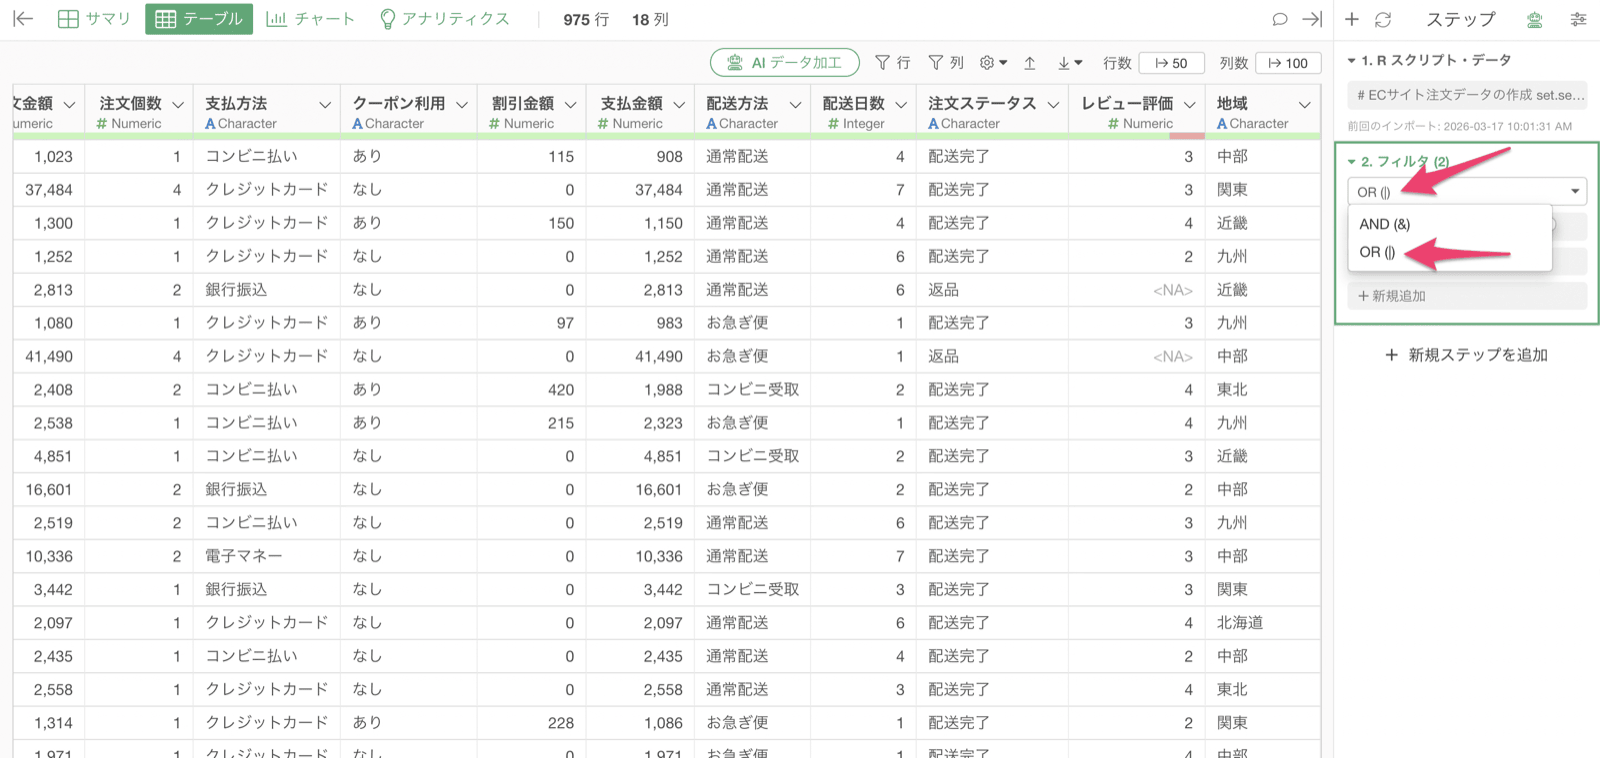 サマリ テーブル チャート アナリティクス 975 行 18 列 ステップ
AI データ加工 行 列 行数 50 列数 100
文金額 注文個数 支払方法 クーポン利用 割引金額 支払金額 配送方法 配送日数 注文ステータス レビュー評価 地域
umeric # Numeric A Character A Character # Numeric # Numeric A Character # Integer A Character # Numeric A Character
1,023 1 コンビニ払い あり 115 908 通常配送 4 配送完了 3 中部
37,484 4 クレジットカード なし 0 37,484 通常配送 7 配送完了 3 関東
1,300 1 クレジットカード あり 150 1,150 通常配送 4 配送完了 4 近畿
1,252 1 クレジットカード なし 0 1,252 通常配送 6 配送完了 2 九州
2,813 2 銀行振込 なし 0 2,813 通常配送 6 返品 <NA> 近畿
1,080 1 クレジットカード あり 97 983 お急ぎ便 1 配送完了 3 九州
41,490 4 クレジットカード なし 0 41,490 お急ぎ便 1 返品 <NA> 中部
2,408 2 コンビニ払い あり 420 1,988 コンビニ受取 2 配送完了 4 東北
2,538 1 コンビニ払い あり 215 2,323 お急ぎ便 1 配送完了 4 九州
4,851 1 コンビニ払い なし 0 4,851 コンビニ受取 2 配送完了 3 近畿
16,601 2 銀行振込 なし 0 16,601 お急ぎ便 2 配送完了 2 中部
2,519 2 コンビニ払い なし 0 2,519 通常配送 6 配送完了 3 九州
10,336 2 電子マネー なし 0 10,336 通常配送 7 配送完了 3 中部
3,442 1 銀行振込 なし 0 3,442 コンビニ受取 3 配送完了 3 関東
2,097 1 クレジットカード なし 0 2,097 通常配送 6 配送完了 4 北海道
2,435 1 コンビニ払い なし 0 2,435 通常配送 4 配送完了 2 中部
2,558 1 クレジットカード なし 0 2,558 通常配送 3 配送完了 4 東北
1,314 1 クレジットカード あり 228 1,086 お急ぎ便 1 配送完了 2 関東
1,971 1 クレジットカード なし 0 1,971 お急ぎ便 1 配送完了 4 中部
1. R スクリプト・データ
# ECサイト注文データの作成 set.se...
前回のインポート: 2026-03-17 10:01:31 AM
2. フィルタ (2)
OR (|)
AND (&)
OR (|)
+ 新規追加
+ 新規ステップを追加